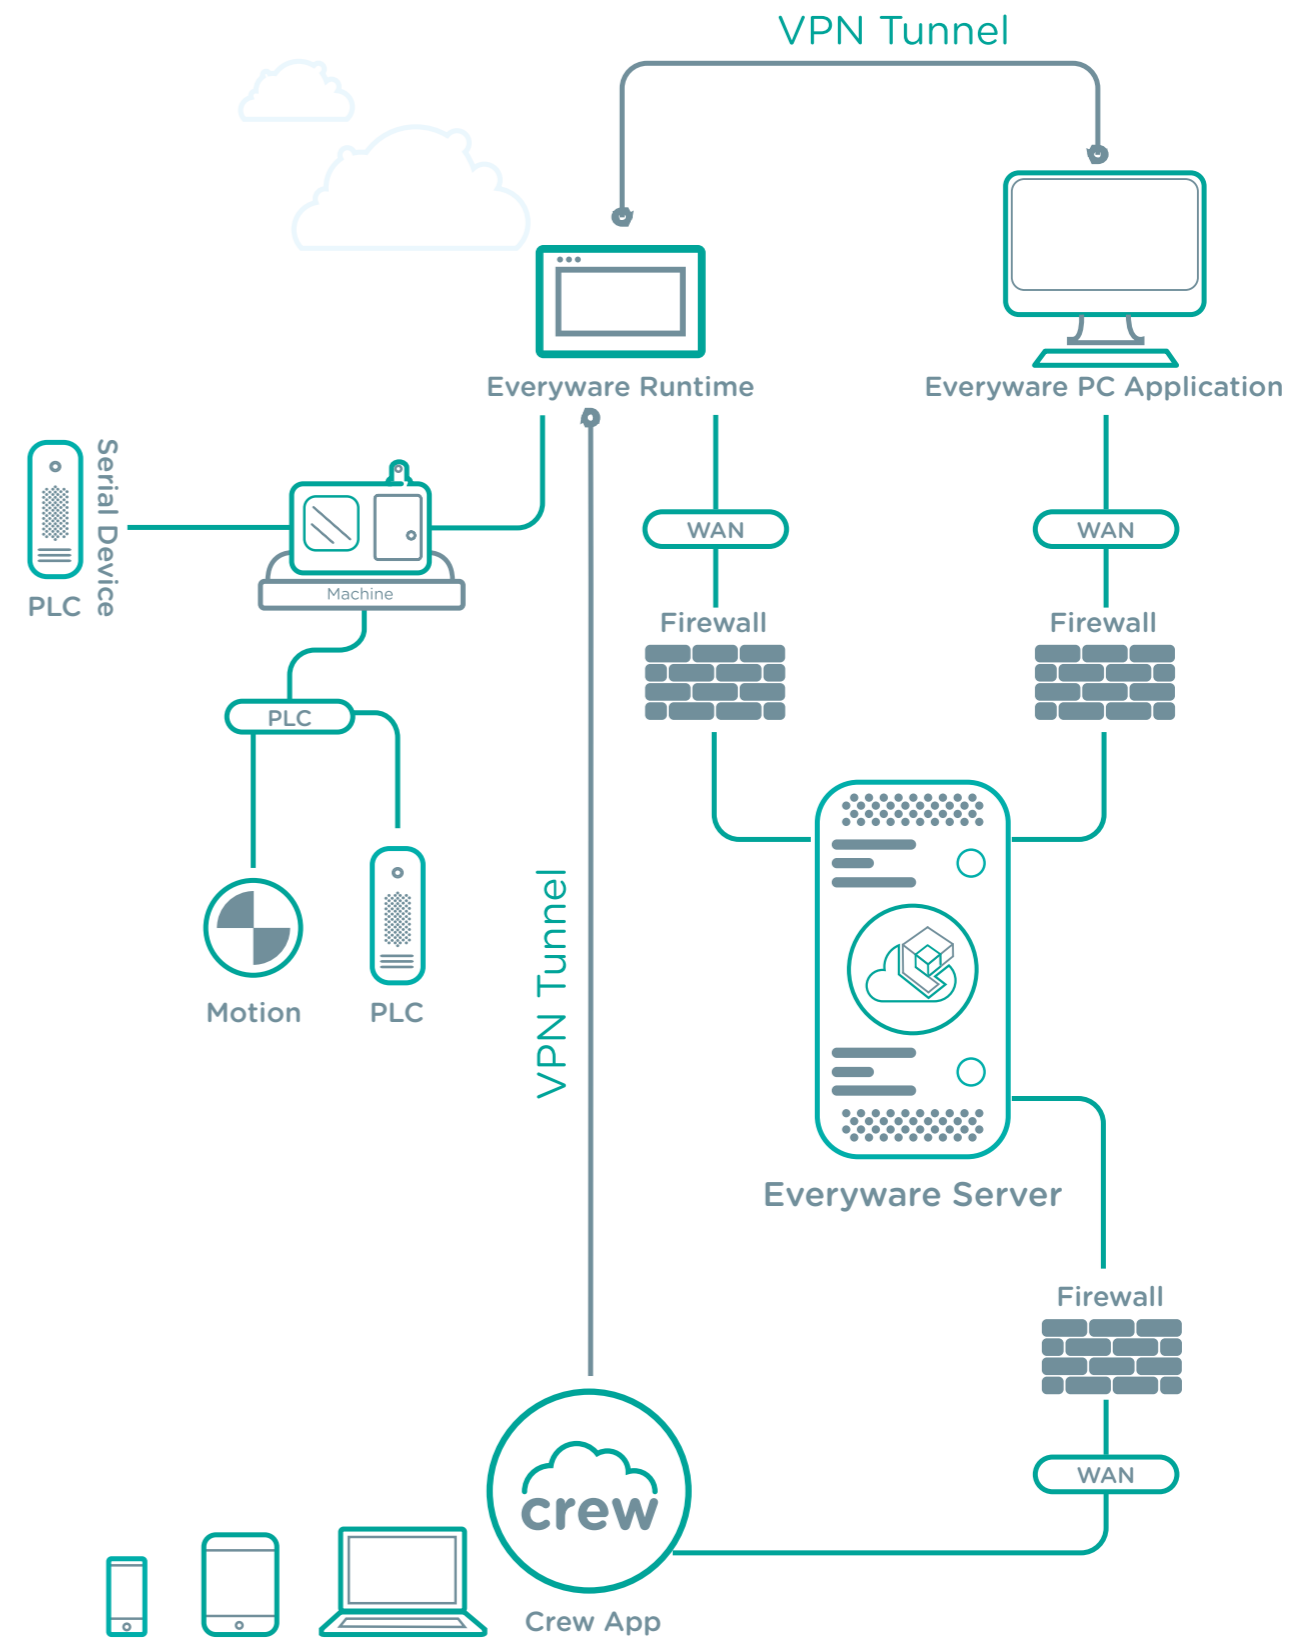 VPN Tunnel
Everyware Runtime
Everyware PC Application
Serial Device
PLC
Machine
WAN
WAN
Firewall
Firewall
PLC
Motion
PLC
VPN Tunnel
Everyware Server
Firewall
WAN
crew
Crew App